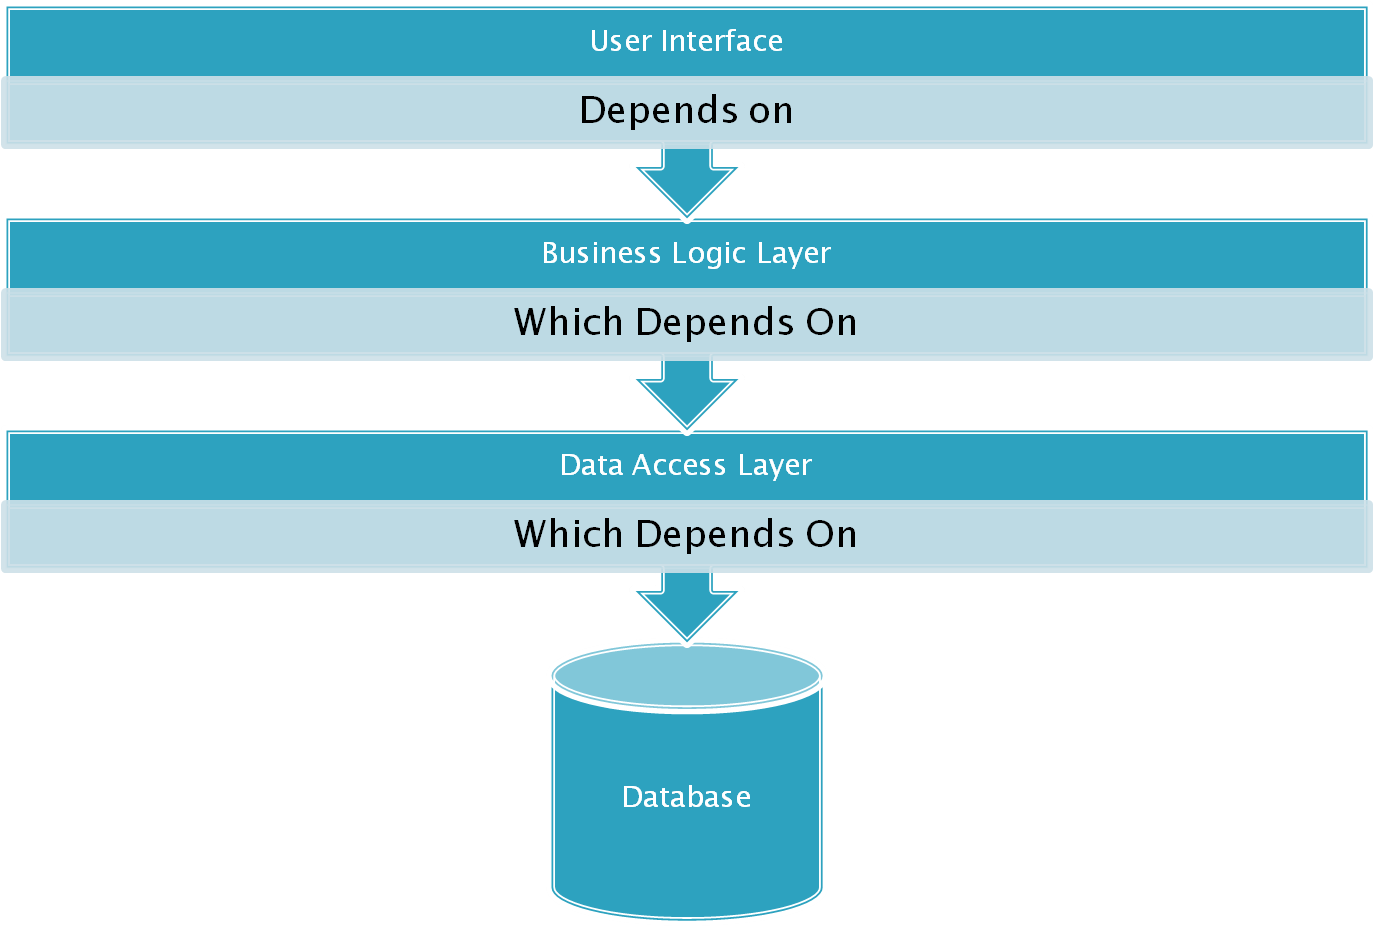 User Interface
Depends on
Business Logic Layer
Which Depends On
Data Access Layer
Which Depends On
Database